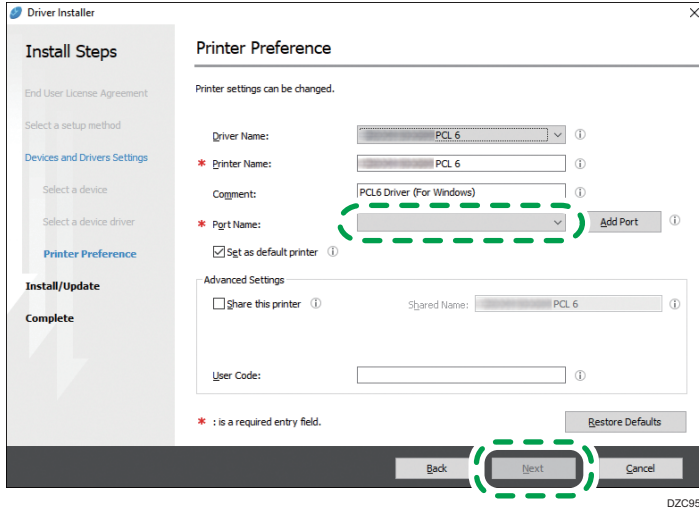 Driver Installer
Install Steps
End User License Agreement
Select a setup method
Devices and Drivers Settings
Select a device
Select a device driver
Printer Preference
Install/Update
Complete
Printer Preference
Printer settings can be changed.
Driver Name: PCL 6
* Printer Name: PCL 6
Comment: PCL6 Driver (For Windows)
* Port Name: Add Port
Set as default printer
Advanced Settings
Share this printer Shared Name: PCL 6
User Code:
* : is a required entry field. Restore Defaults
Back Next Cancel
DZC95